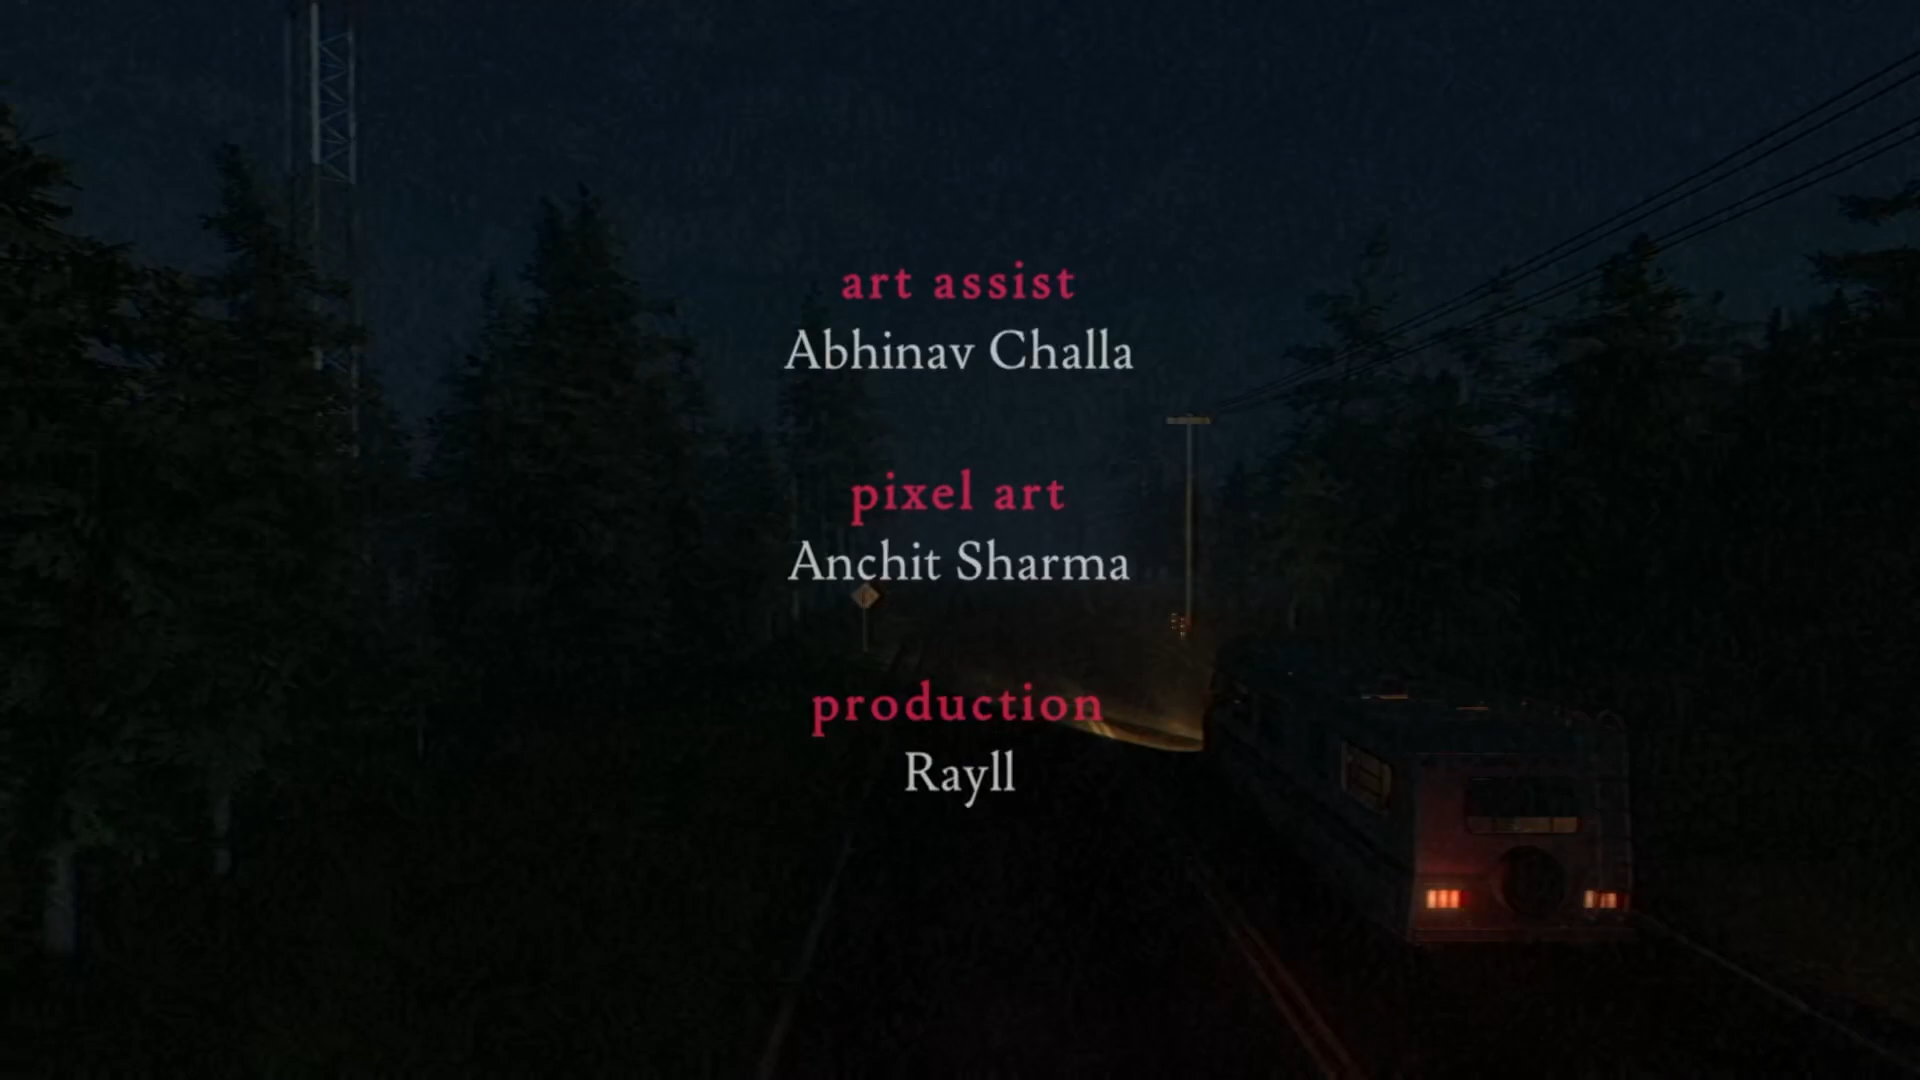 art assist
Abhinav Challa
pixel art
Anchit Sharma
production
Rayll